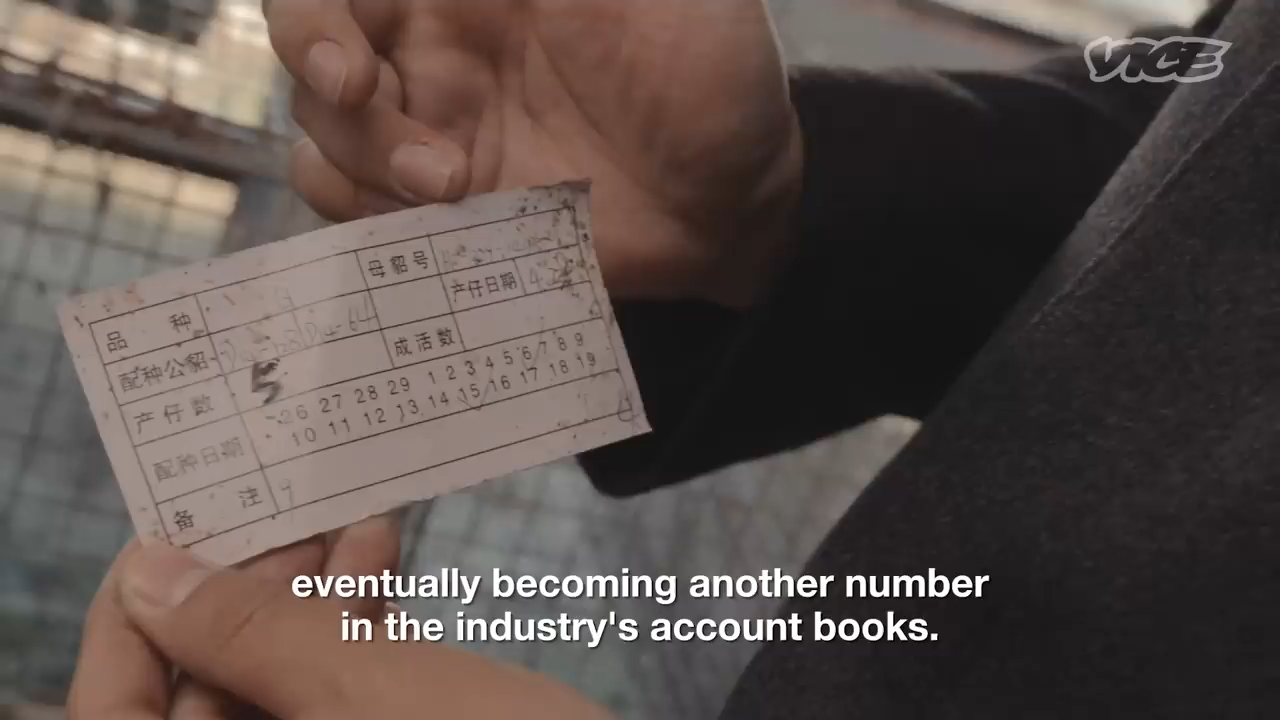 VICE
品种 母貂号
配种公貂 产仔日期
产仔数 5 成活数
配种日期 26 27 28 29 1 2 3 4 5 6 7 8 9
10 11 12 13 14 15 16 17 18 19
备注
eventually becoming another number
in the industry's account books.